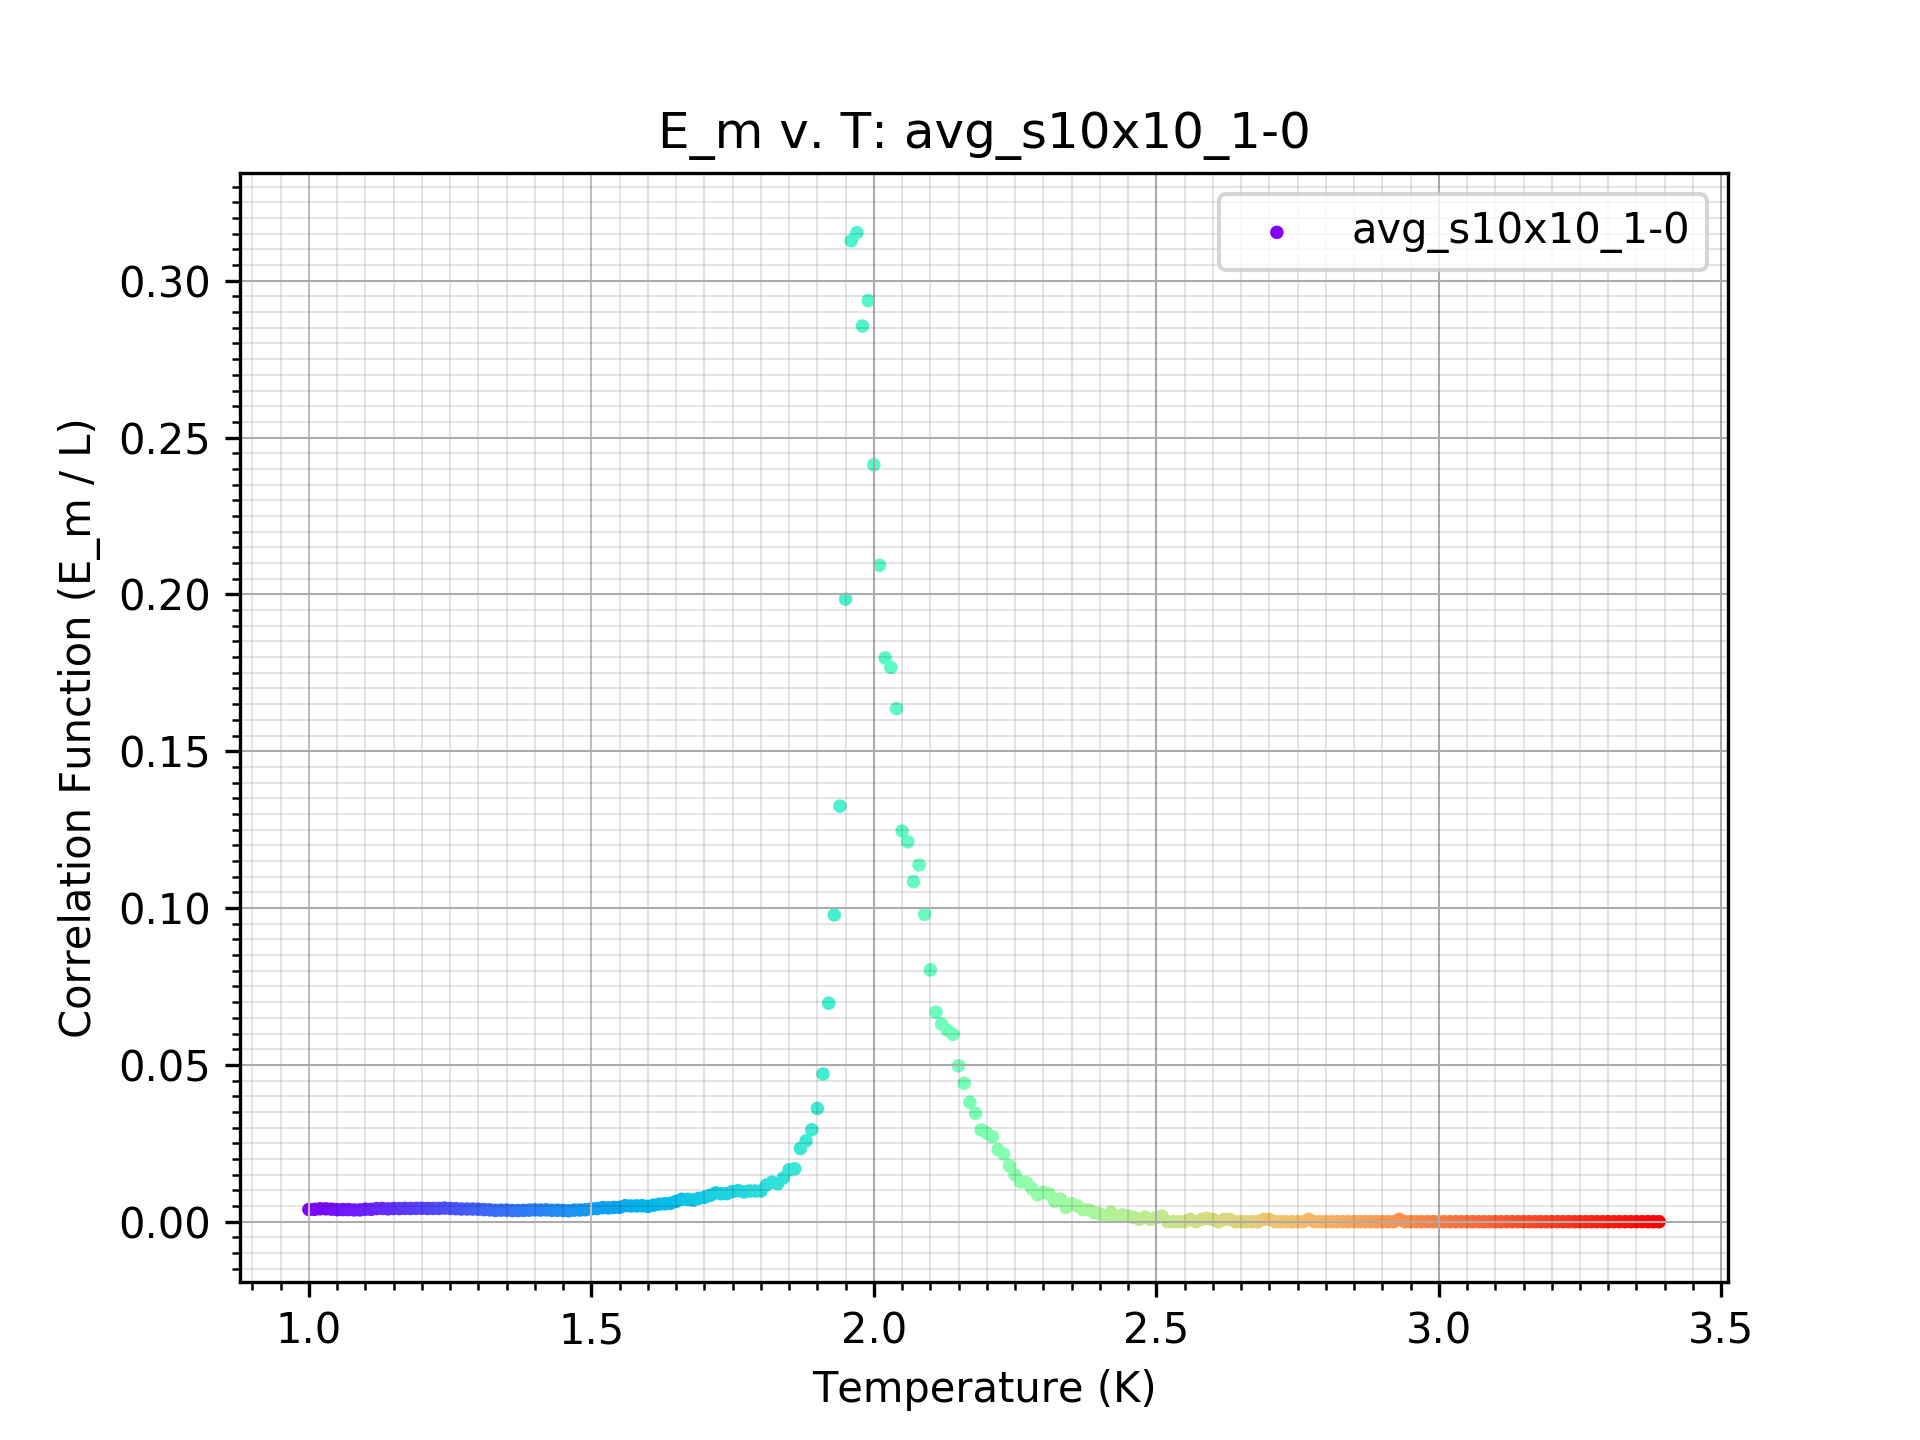 E_m v. T: avg_s10x10_1-0
avg_s10x10_1-0
0.30
0.25
0.20
0.15
0.10
0.05
0.00
Correlation Function (E_m / L)
1.0 1.5 2.0 2.5 3.0 3.5
Temperature (K)